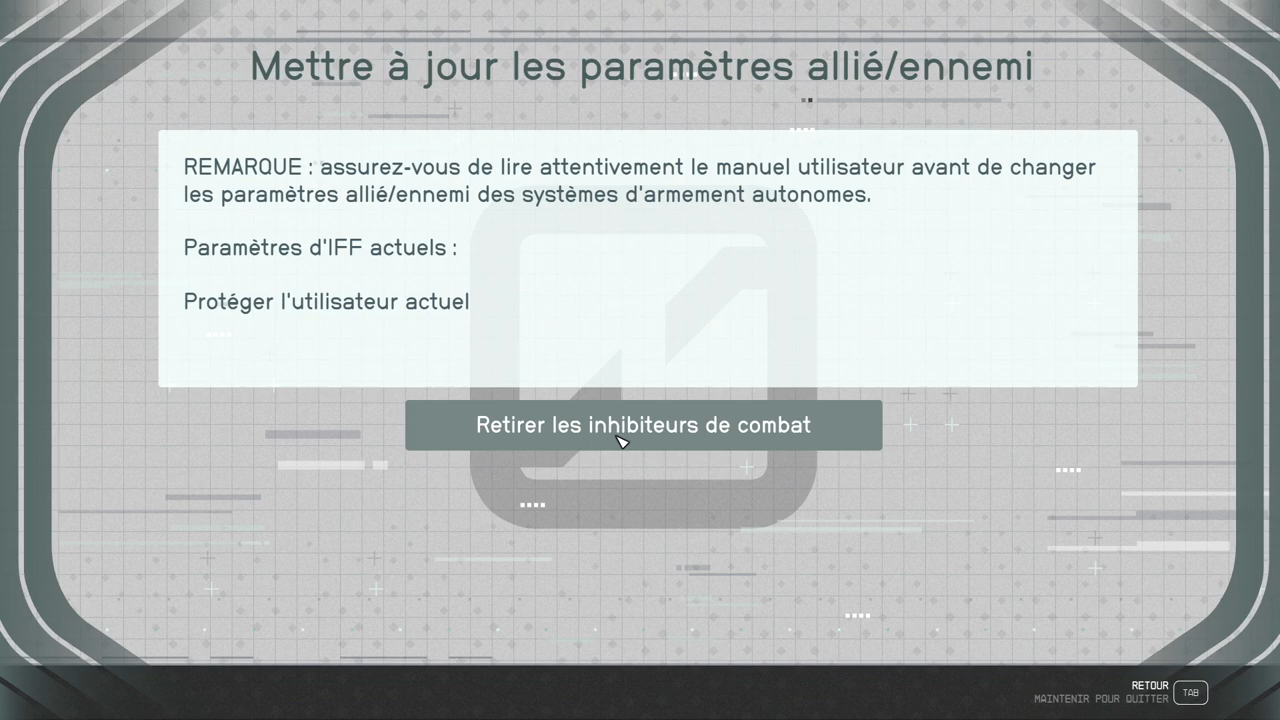 Mettre à jour les paramètres allié/ennemi
REMARQUE : assurez-vous de lire attentivement le manuel utilisateur avant de changer
les paramètres allié/ennemi des systèmes d'armement autonomes.
Paramètres d'IFF actuels :
Protéger l'utilisateur actuel
Retirer les inhibiteurs de combat
RETOUR
MAINTENIR POUR QUITTER
TAB